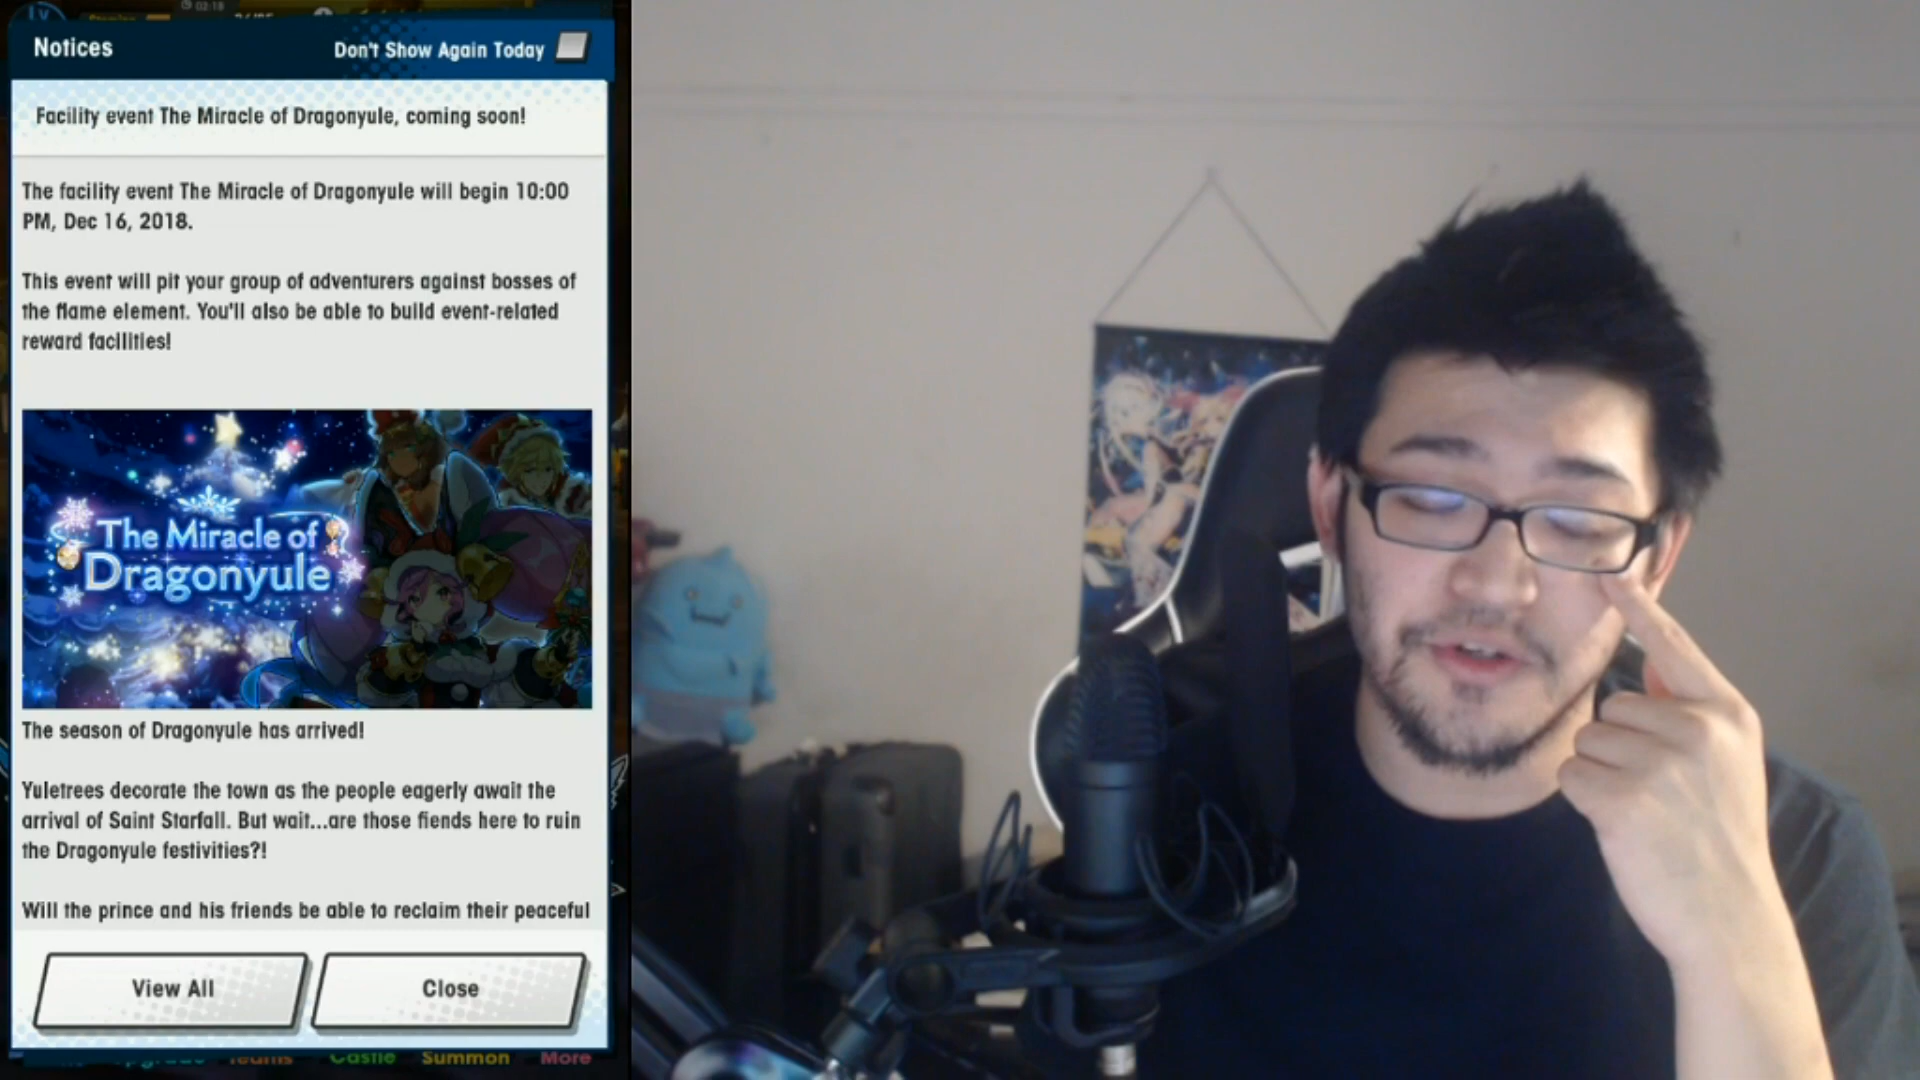 02:18
Notices
Don't Show Again Today
Facility event The Miracle of Dragonyule, coming soon!
The facility event The Miracle of Dragonyule will begin 10:00
PM, Dec 16, 2018.
This event will pit your group of adventurers against bosses of
the flame element. You'll also be able to build event-related
reward facilities!
The Miracle of
Dragonyule
The season of Dragonyule has arrived!
Yuletrees decorate the town as the people eagerly await the
arrival of Saint Starfall. But wait...are those fiends here to ruin
the Dragonyule festivities?!
Will the prince and his friends be able to reclaim their peaceful
View All
Close
Teams
Castle
Summon
More